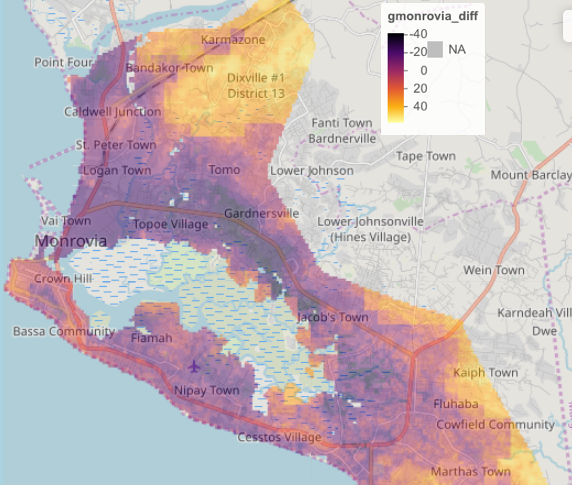 gmonrovia_diff
-40
-20
0
20
40
NA
Karmazone
Point Four
Bandakor Town
Dixville #1
District 13
Caldwell Junction
Fanti Town
Bardnerville
St. Peter Town
Tape Town
Logan Town
Tomo
Lower Johnson
Mount Barclay
Vai Town
Topoe Village
Gardnersville
Lower Johnsonville
(Hines Village)
Monrovia
Wein Town
Crown Hill
Jacob's Town
Karndeah Vill
Dwe
Bassa Community
Fiamah
Kaiph Town
Nipay Town
Fluhaba
Cowfield Community
Cesstos Village
Marthas Town